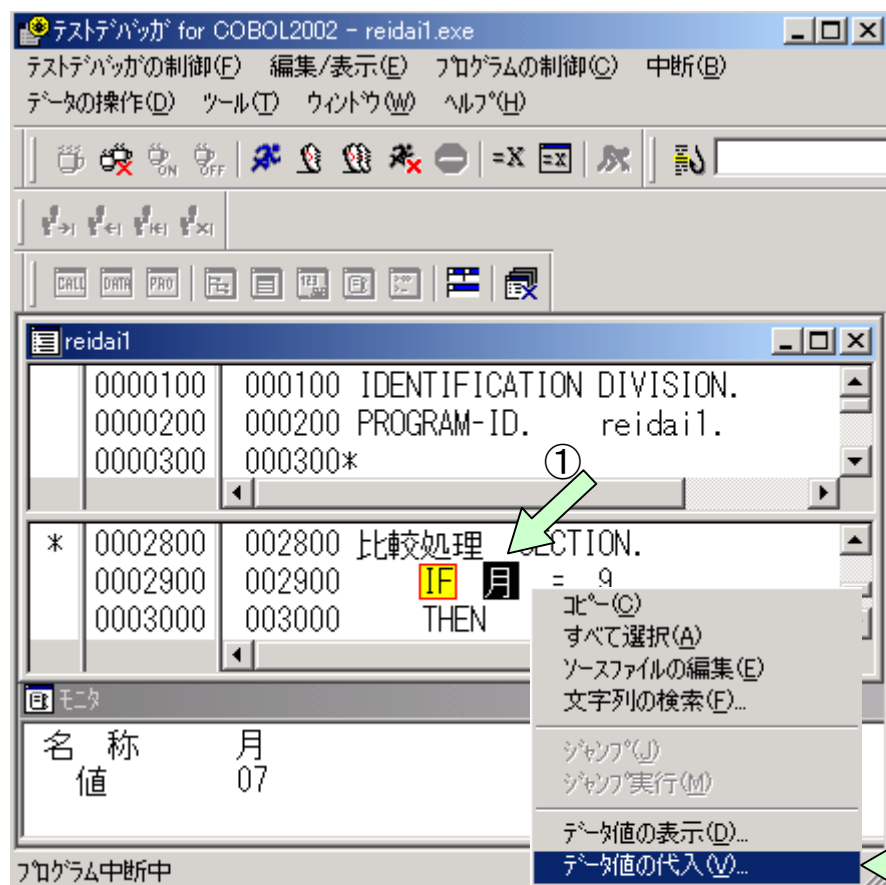 テストデバッガ for COBOL2002 - reidai1.exe
テストデバッガの制御(F) 編集/表示(E) プログラムの制御(C) 中断(B)
データの操作(D) ツール(T) ウィンドウ(W) ヘルプ(H)
ON OFF =X =X
CALL DATA PRO 123
reidai1
0000100 000100 IDENTIFICATION DIVISION.
0000200 000200 PROGRAM-ID. reidai1.
0000300 000300*
①
* 0002800 002800 比較処理 SECTION.
0002900 002900 IF 月 = 9
0003000 003000 THEN
コピー(C)
すべて選択(A)
ソースファイルの編集(E)
文字列の検索(F)...
ジャンプ(J)
ジャンプ実行(M)
データ値の表示(D)...
データ値の代入(V)...
モニタ
名 称 月
値 07
プログラム中断中